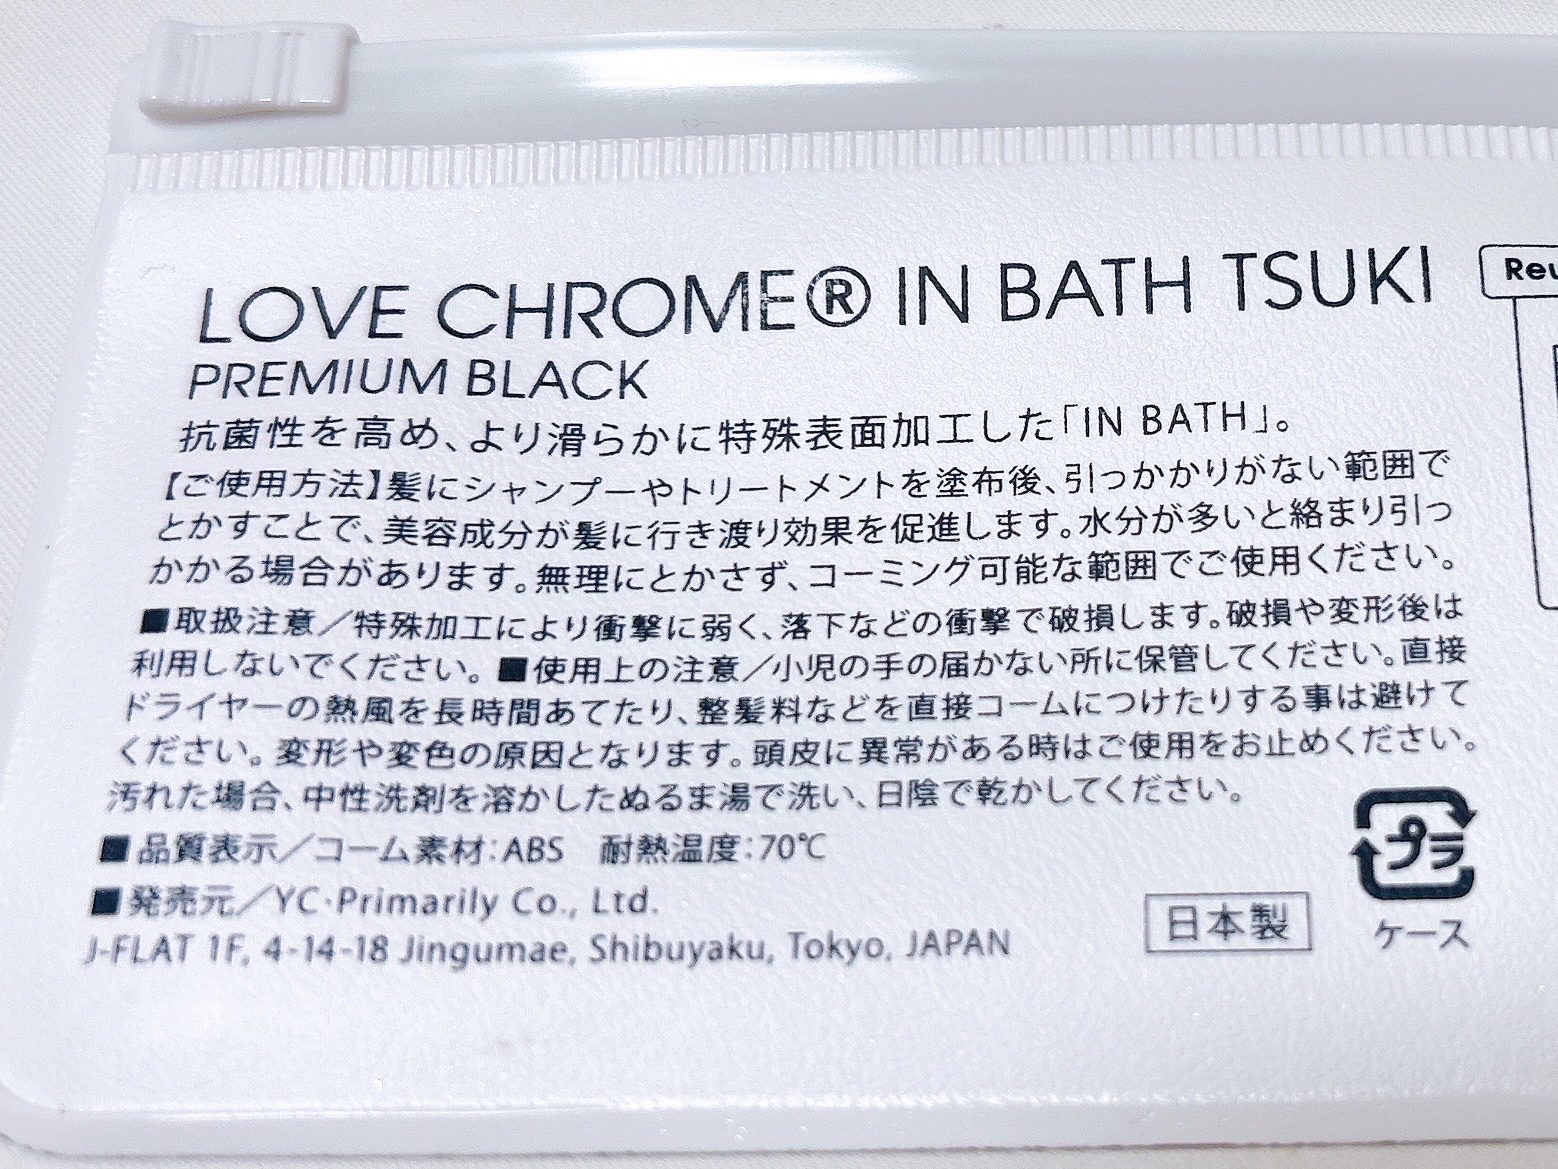 LOVE CHROME® IN BATH TSUKI
PREMIUM BLACK
抗菌性を高め、より滑らかに特殊表面加工した「IN BATH」。
【ご使用方法】髪にシャンプーやトリートメントを塗布後、引っかかりがない範囲で
とかすことで、美容成分が髪に行き渡り効果を促進します。水分が多いと絡まり引っ
かかる場合があります。無理にとかさず、コーミング可能な範囲でご使用ください。
■取扱注意／特殊加工により衝撃に弱く、落下などの衝撃で破損します。破損や変形後は
利用しないでください。■使用上の注意／小児の手の届かない所に保管してください。直接
ドライヤーの熱風を長時間あてたり、整髪料などを直接コームにつけたりする事は避けて
ください。変形や変色の原因となります。頭皮に異常がある時はご使用をお止めください。
汚れた場合、中性洗剤を溶かしたぬるま湯で洗い、日陰で乾かしてください。
■品質表示／コーム素材：ABS　耐熱温度：70℃
■発売元／YC・Primarily Co., Ltd.
J-FLAT 1F, 4-14-18 Jingumae, Shibuyaku, Tokyo, JAPAN
日本製
プラ
ケース